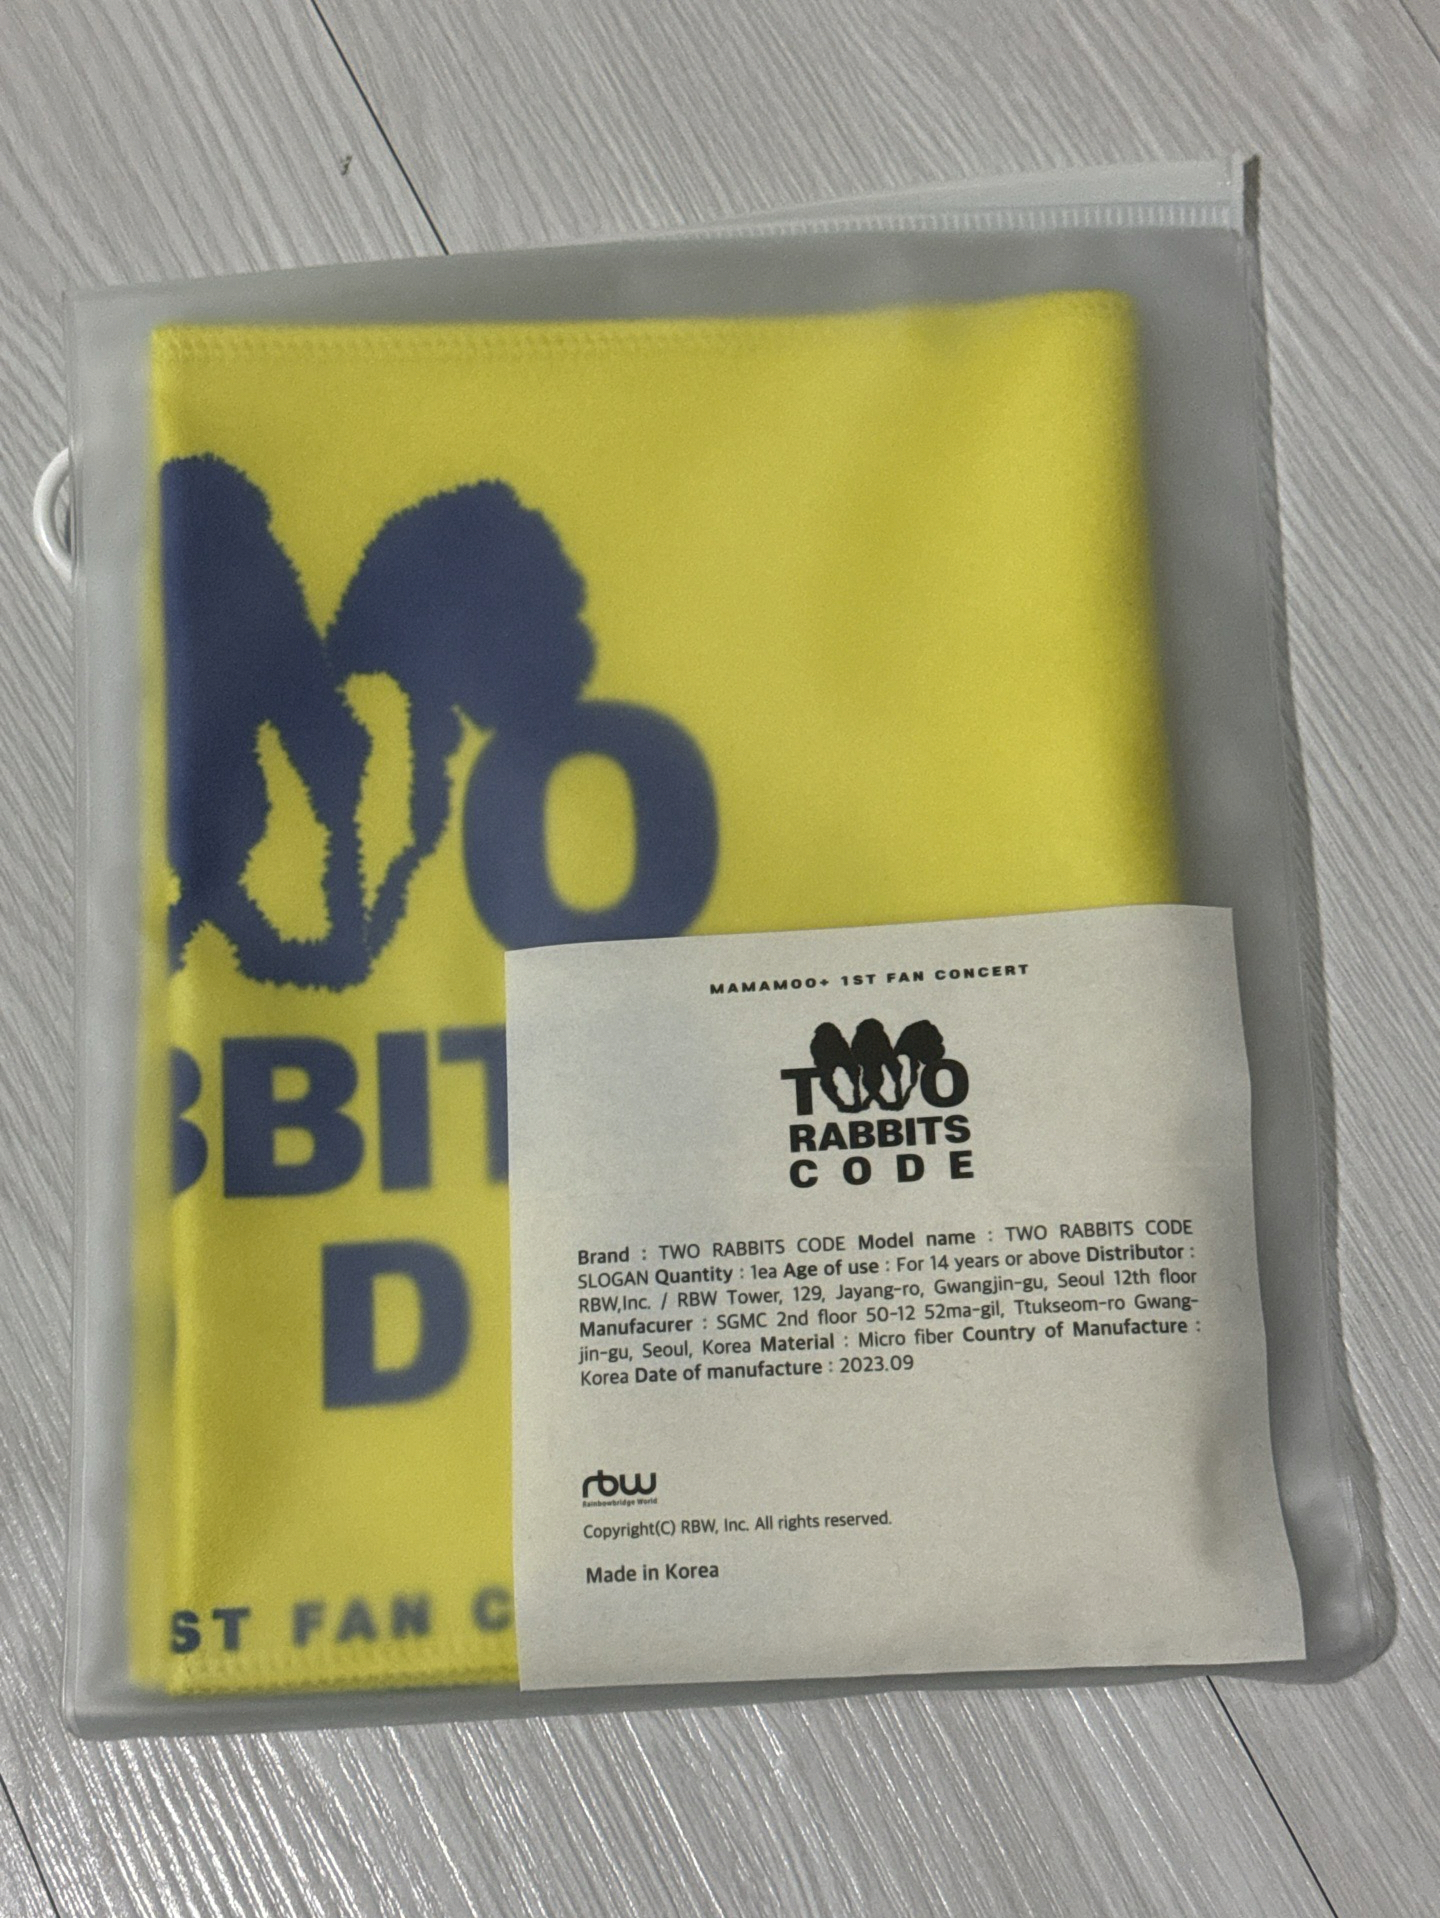 O
BBIT
D
ST FAN C
MAMAMOO+ 1ST FAN CONCERT
TWO
RABBITS
CODE
Brand : TWO RABBITS CODE Model name : TWO RABBITS CODE
SLOGAN Quantity : 1ea Age of use : For 14 years or above Distributor :
RBW,Inc. / RBW Tower, 129, Jayang-ro, Gwangjin-gu, Seoul 12th floor
Manufacurer : SGMC 2nd floor 50-12 52ma-gil, Ttukseom-ro Gwang-
jin-gu, Seoul, Korea Material : Micro fiber Country of Manufacture :
Korea Date of manufacture : 2023.09
rbw
Rainbowbridge World
Copyright(C) RBW, Inc. All rights reserved.
Made in Korea